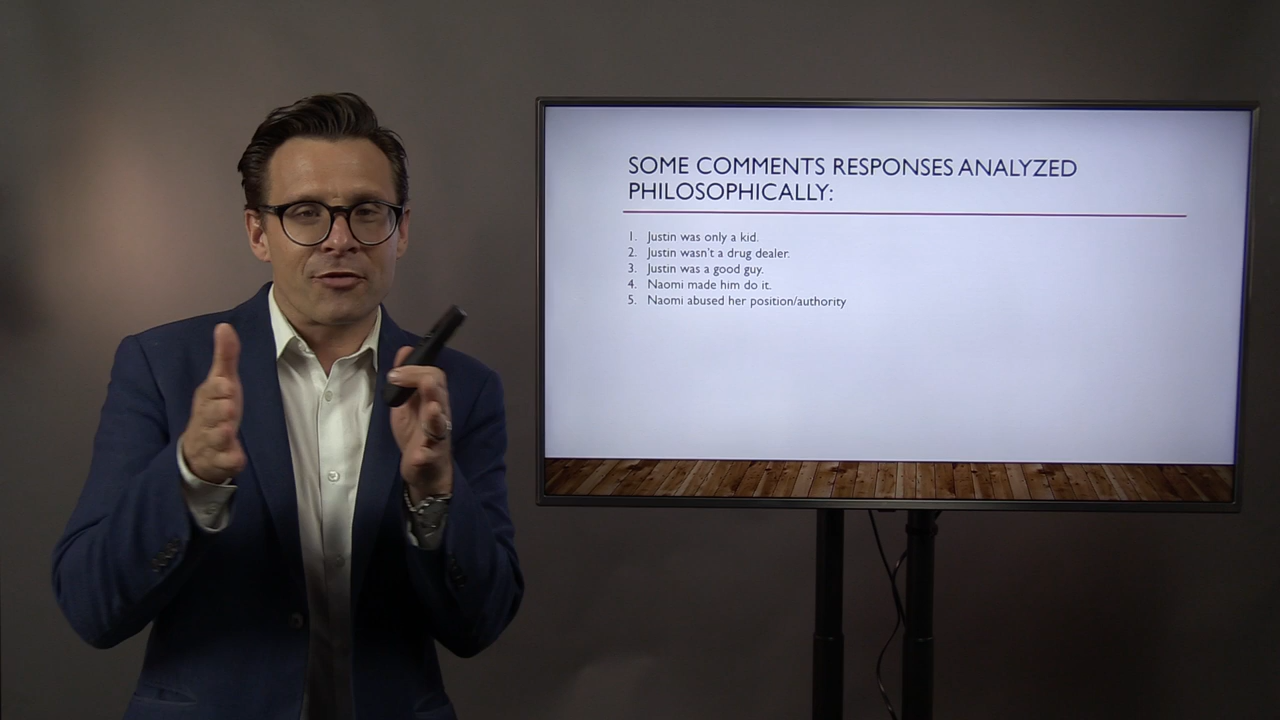 SOME COMMENTS RESPONSES ANALYZED
PHILOSOPHICALLY:
1. Justin was only a kid.
2. Justin wasn't a drug dealer.
3. Justin was a good guy.
4. Naomi made him do it.
5. Naomi abused her position/authority